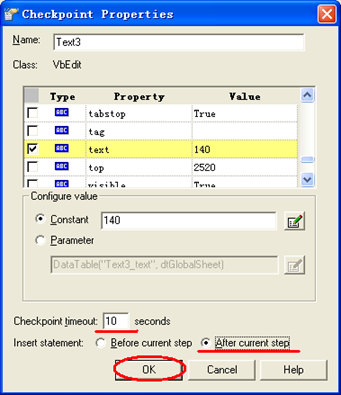 Checkpoint Properties
Name: Text3
Class: VbEdit
Type Property Value
ABC tabstop True
ABC tag
ABC text 140
ABC top 2520
ABC visible True
Configure value
Constant 140
Parameter
DataTable("Text3_text", dtGlobalSheet)
Checkpoint timeout: 10 seconds
Insert statement: Before current step After current step
OK Cancel Help